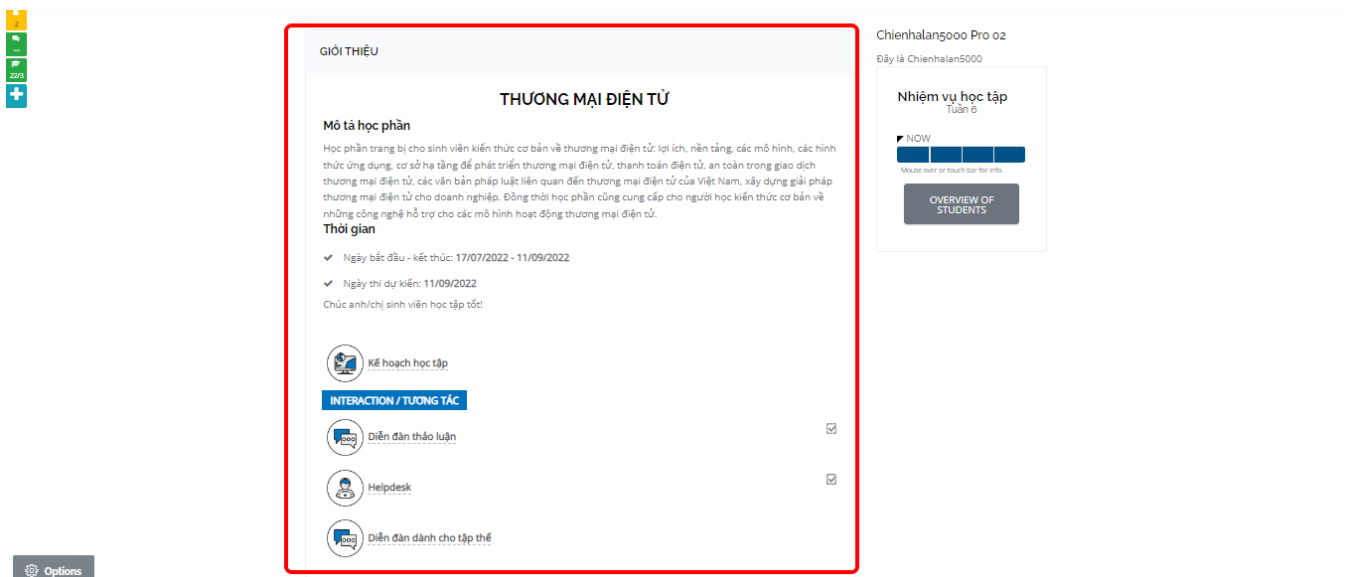 2
22/3
GIỚI THIỆU
THƯƠNG MẠI ĐIỆN TỬ
Mô tả học phần
Học phần trang bị cho sinh viên kiến thức cơ bản về thương mại điện tử: lợi ích, nền tảng, các mô hình, các hình
thức ứng dụng, cơ sở hạ tầng để phát triển thương mại điện tử, thanh toán điện tử, an toàn trong giao dịch
thương mại điện tử, các văn bản pháp luật liên quan đến thương mại điện tử của Việt Nam, xây dựng giải pháp
thương mại điện tử cho doanh nghiệp. Đồng thời học phần cũng cung cấp cho người học kiến thức cơ bản về
những công nghệ hỗ trợ cho các mô hình hoạt động thương mại điện tử.
Thời gian
Ngày bắt đầu - kết thúc: 17/07/2022 - 11/09/2022
Ngày thi dự kiến: 11/09/2022
Chúc anh/chị sinh viên học tập tốt!
Kế hoạch học tập
INTERACTION / TƯƠNG TÁC
Diễn đàn thảo luận
Helpdesk
Diễn đàn dành cho tập thể
Chienhalan5000 Pro 02
Đây là Chienhalan5000
Nhiệm vụ học tập
Tuần 6
NOW
Mouse over or touch bar for info.
OVERVIEW OF
STUDENTS
Options